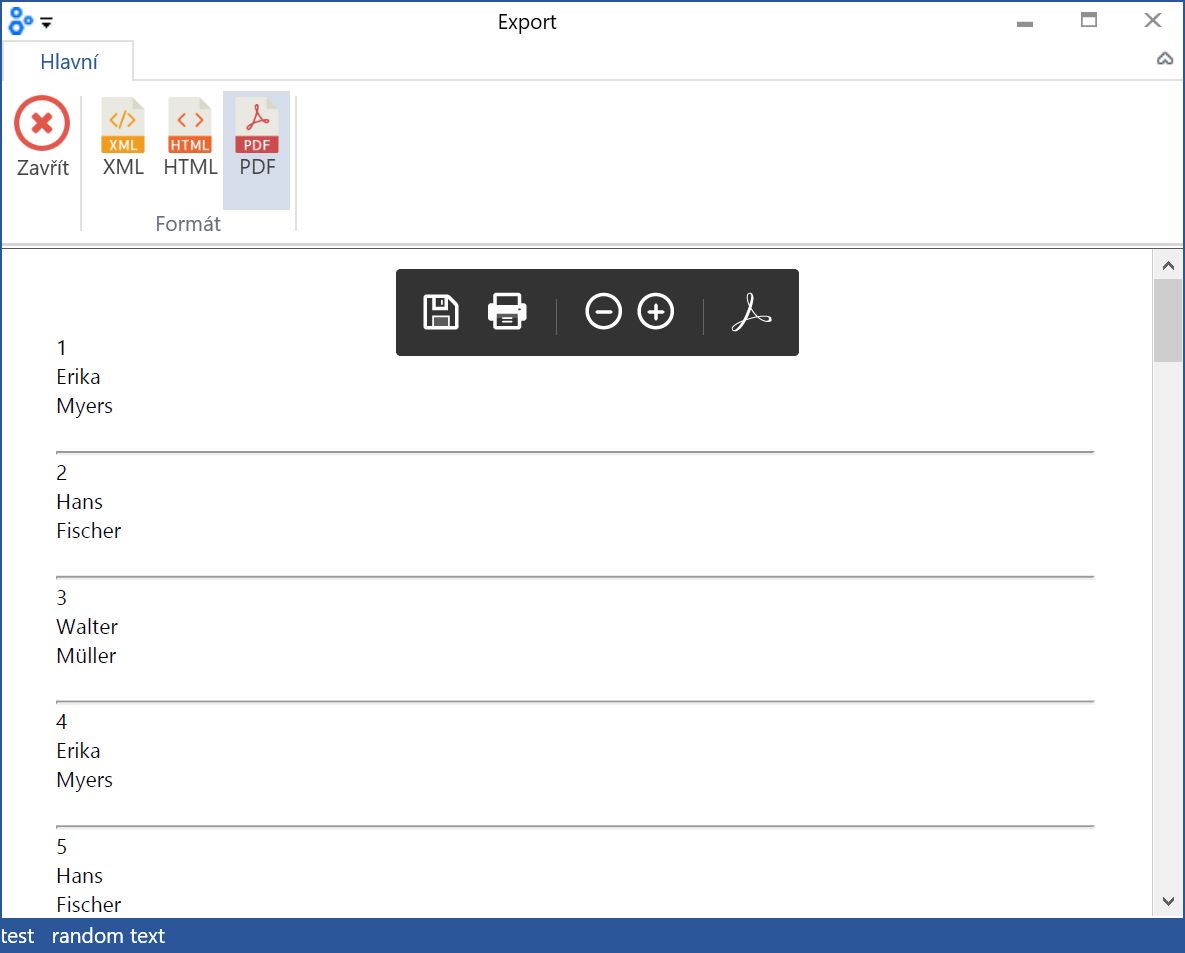 Export
Hlavní
XML HTML PDF
Zavřít XML HTML PDF
Formát
1
Erika
Myers
2
Hans
Fischer
3
Walter
Müller
4
Erika
Myers
5
Hans
Fischer
test random text